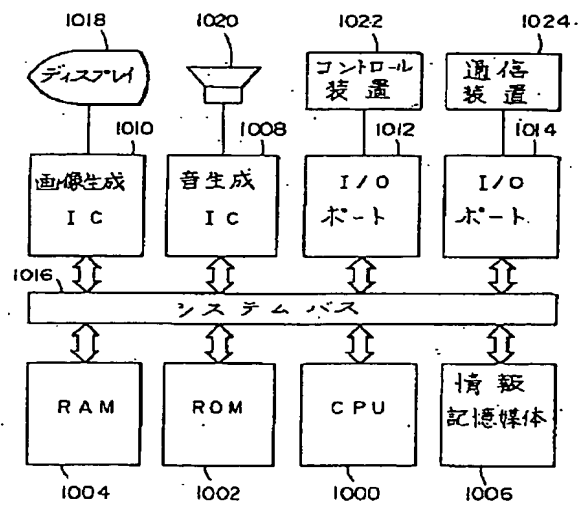 1018
1020
1022
1024
ディスプレイ
コントロール
装置
通信
装置
1010
1008
1012
1014
画像生成
IC
音生成
IC
I/O
ポート
I/O
ポート
1016
システムバス
RAM
ROM
CPU
情報
記憶媒体
1004
1002
1000
1006